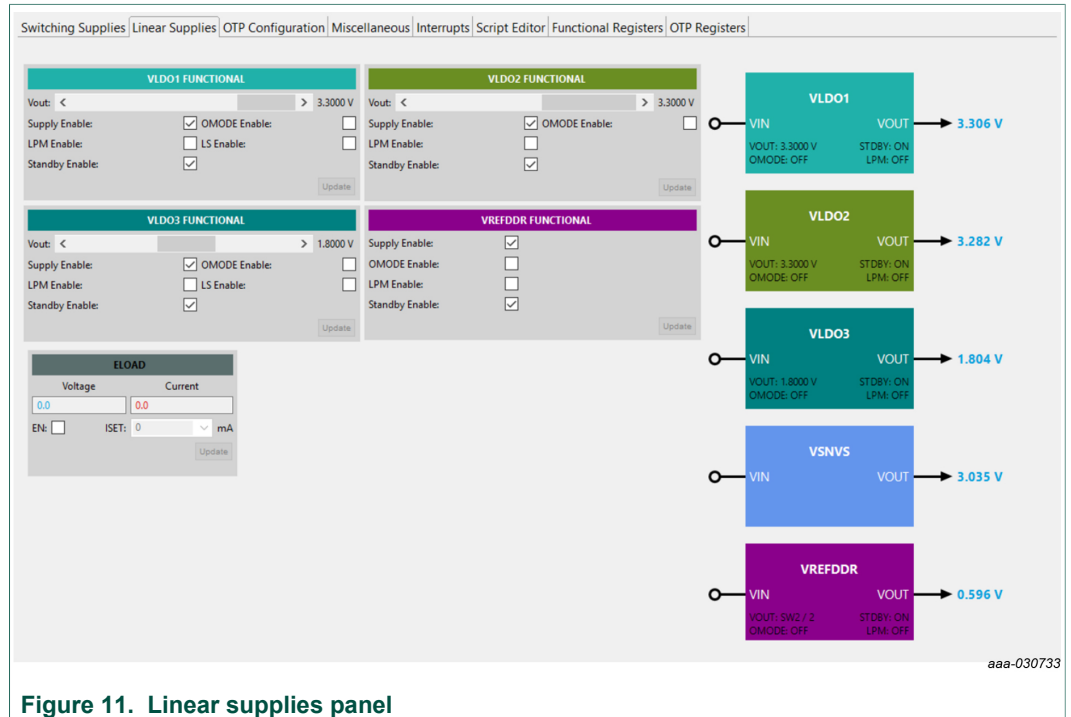 Switching Supplies Linear Supplies OTP Configuration Miscellaneous Interrupts Script Editor Functional Registers OTP Registers
VLDO1 FUNCTIONAL
Vout: < > 3.3000 V
Supply Enable: OMODE Enable:
LPM Enable: LS Enable:
Standby Enable:
Update
VLDO2 FUNCTIONAL
Vout: < > 3.3000 V
Supply Enable: OMODE Enable:
LPM Enable:
Standby Enable:
Update
VLDO3 FUNCTIONAL
Vout: < > 1.8000 V
Supply Enable: OMODE Enable:
LPM Enable: LS Enable:
Standby Enable:
Update
VREFDDR FUNCTIONAL
Supply Enable:
OMODE Enable:
LPM Enable:
Standby Enable:
Update
ELOAD
Voltage Current
0.0 0.0
EN: ISET: 0 mA
Update
VLDO1
VIN VOUT 3.306 V
VOUT: 3.3000 V STDBY: ON
OMODE: OFF LPM: OFF
VLDO2
VIN VOUT 3.282 V
VOUT: 3.3000 V STDBY: ON
OMODE: OFF LPM: OFF
VLDO3
VIN VOUT 1.804 V
VOUT: 1.8000 V STDBY: ON
OMODE: OFF LPM: OFF
VSNVS
VIN VOUT 3.035 V
VREFDDR
VIN VOUT 0.596 V
VOUT: SW2 / 2 STDBY: ON
OMODE: OFF LPM: OFF
aaa-030733
Figure 11. Linear supplies panel